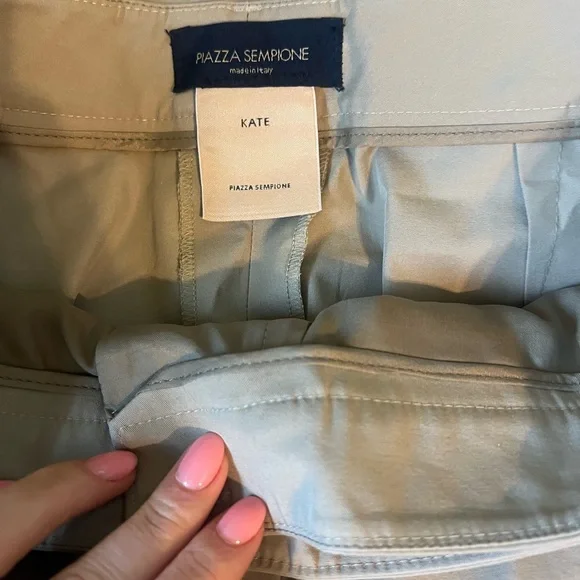 PIAZZA SEMPIONE
made in Italy
KATE
PIAZZA SEMPIONE